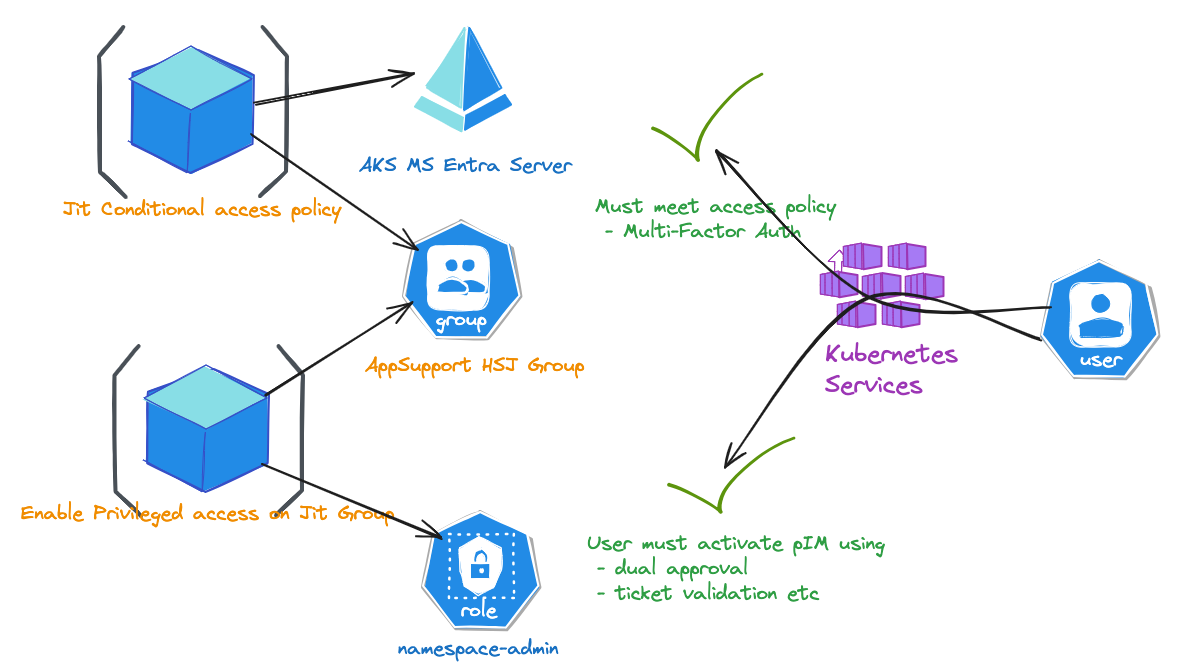 AKS MS Entra Server
Jit Conditional access policy
Must meet access policy
- Multi-Factor Auth
group
AppSupport HSJ Group
Kubernetes
Services
user
Enable Privileged access on Jit Group
User must activate pIM using
- dual approval
- ticket validation etc
role
namespace-admin